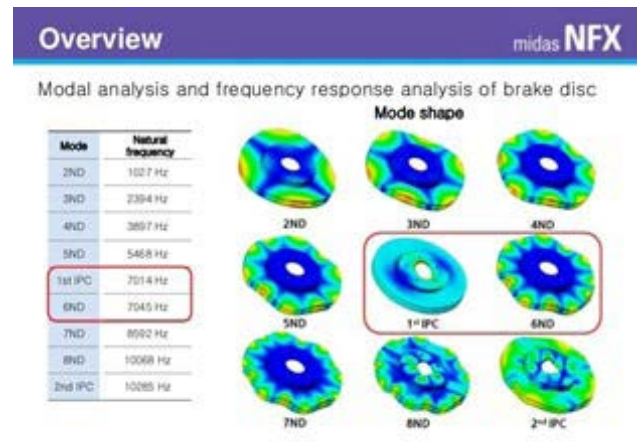 Overview
midas NFX
Modal analysis and frequency response analysis of brake disc
Mode shape
Mode Natural frequency
2ND 1027 Hz
3ND 2394 Hz
4ND 3897 Hz
5ND 5468 Hz
1st IPC 7014 Hz
6ND 7045 Hz
7ND 8592 Hz
8ND 10068 Hz
2nd IPC 10285 Hz
2ND 3ND 4ND
5ND 1st IPC 6ND
7ND 8ND 2nd IPC